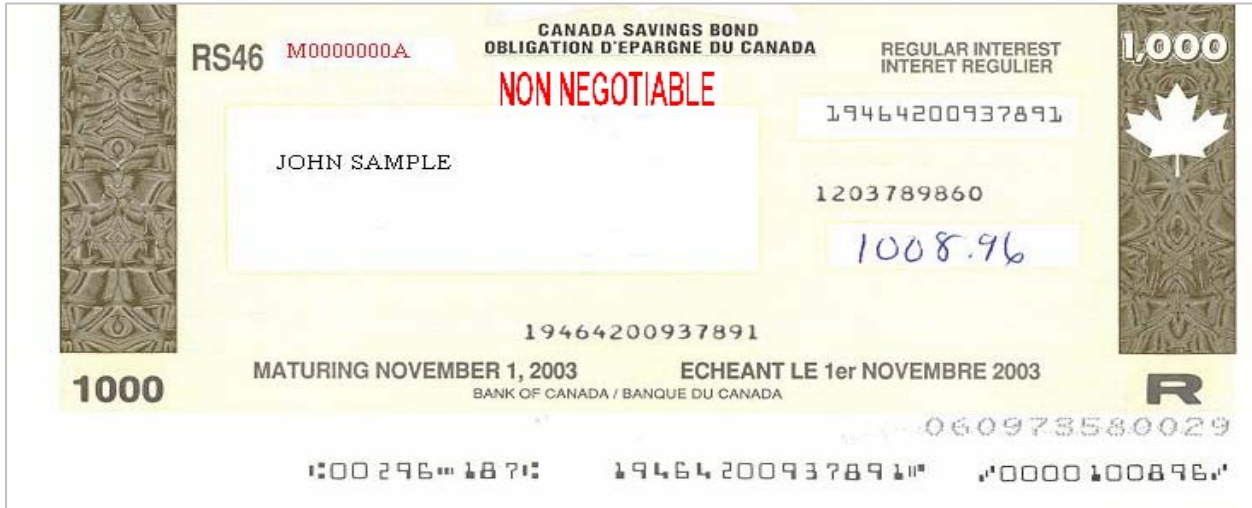 CANADA SAVINGS BOND
OBLIGATION D'EPARGNE DU CANADA
RS46 M0000000A
REGULAR INTEREST
INTERET REGULIER
1,000
NON NEGOTIABLE
19464200937891
JOHN SAMPLE
1203789860
1008.96
19464200937891
MATURING NOVEMBER 1, 2003 ECHEANT LE 1er NOVEMBRE 2003
1000 BANK OF CANADA / BANQUE DU CANADA R
060973580029
⑆00296⑉187⑆ 19464200937891⑈ ⑇0000100896⑇